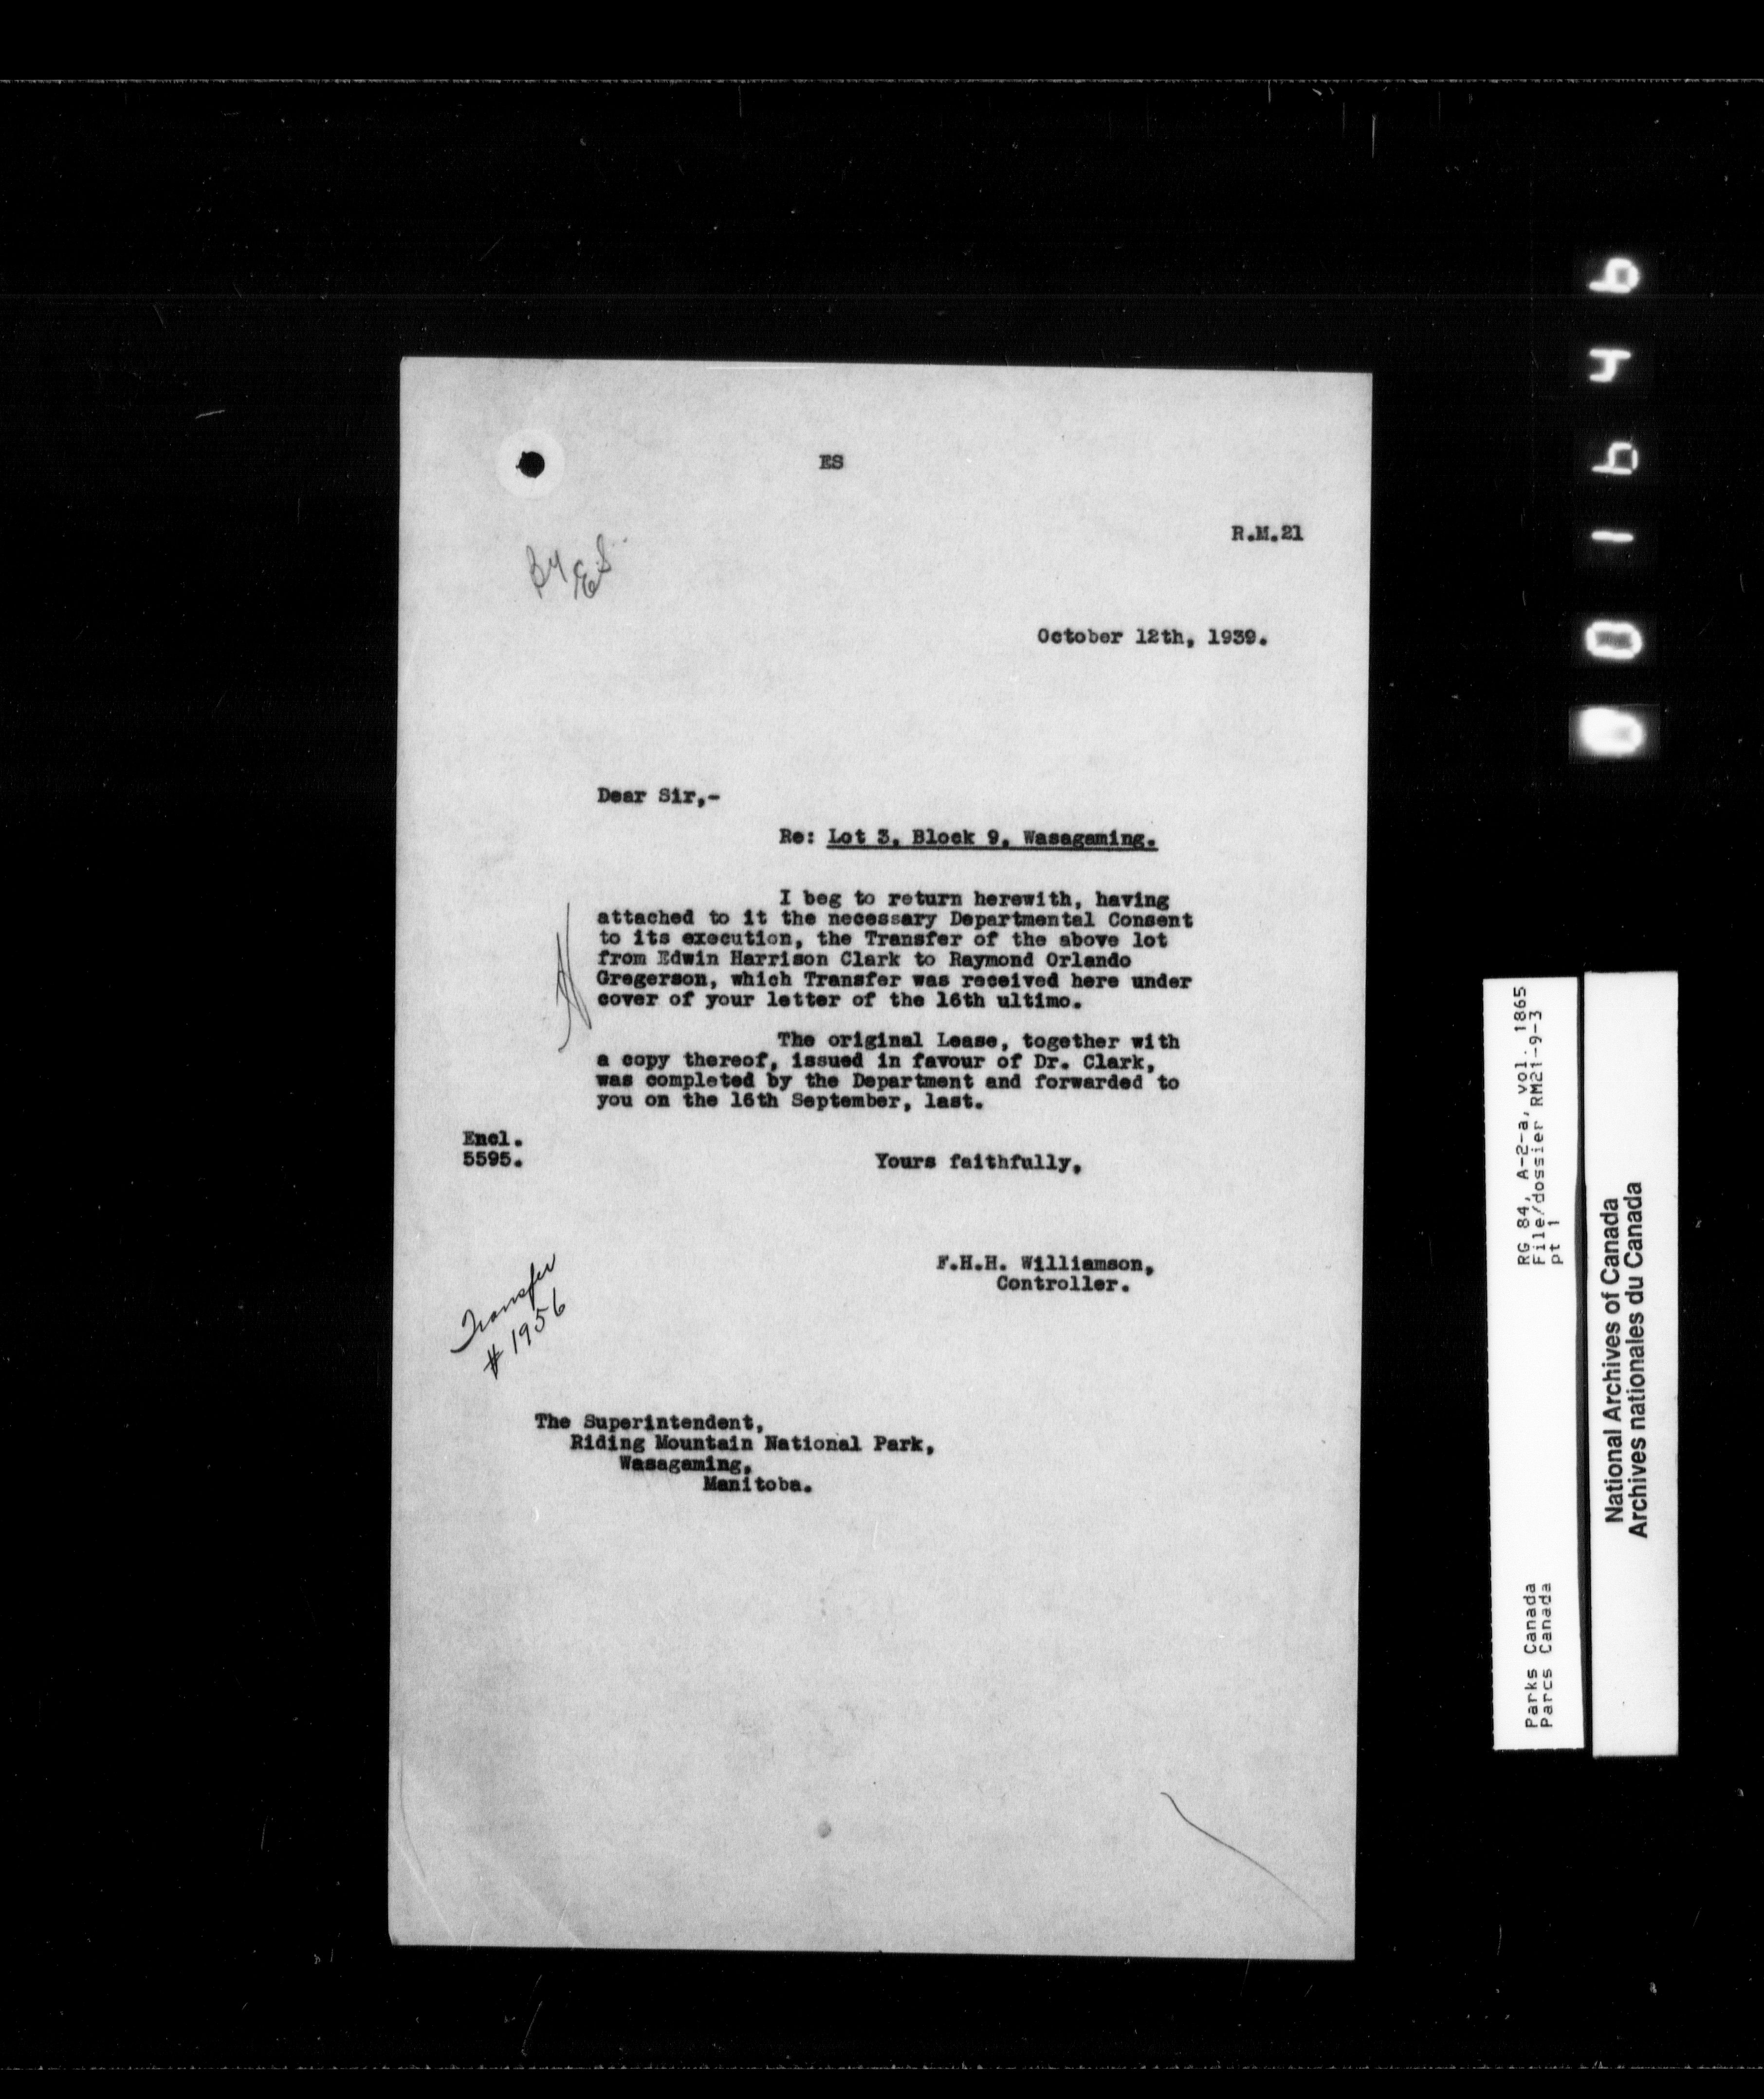 ES
R.M.21
October 12th, 1939.
Dear Sir,-
Re: Lot 3, Block 9, Wasagaming.
I beg to return herewith, having
attached to it the necessary Departmental Consent
to its execution, the Transfer of the above lot
from Edwin Harrison Clark to Raymond Orlando
Gregerson, which Transfer was received here under
cover of your letter of the 16th ultimo.
The original Lease, together with
a copy thereof, issued in favour of Dr. Clark,
was completed by the Department and forwarded to
you on the 16th September, last.
Encl.
5595.
Yours faithfully,
F.H.H. Williamson,
Controller.
Transfer
# 1956
The Superintendent,
Riding Mountain National Park,
Wasagaming,
Manitoba.
RG 84, A-2-a, vol. 1865
File/dossier RM21-9-3
pt 1
Parks Canada
Parcs Canada
National Archives of Canada
Archives nationales du Canada